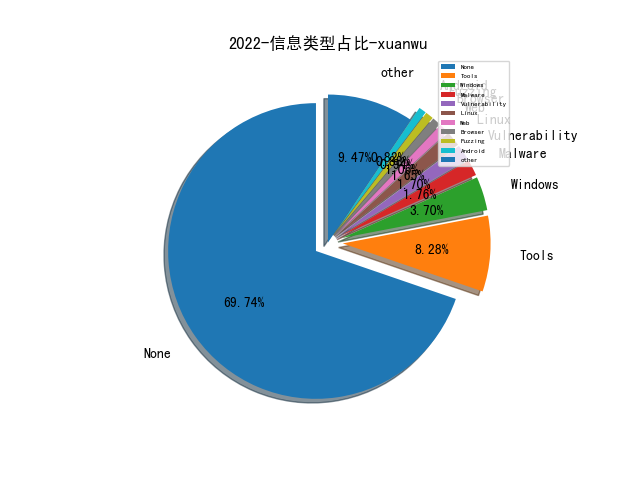 2022-信息类型占比-xuanwu
other
None
Tools
Windows
Malware
Vulnerability
Linux
Web
Browser
Fuzzing
Android
other
Linux
Vulnerability
Malware
Windows
Tools
None
9.47%
0.82%
1.70%
1.76%
3.70%
8.28%
69.74%